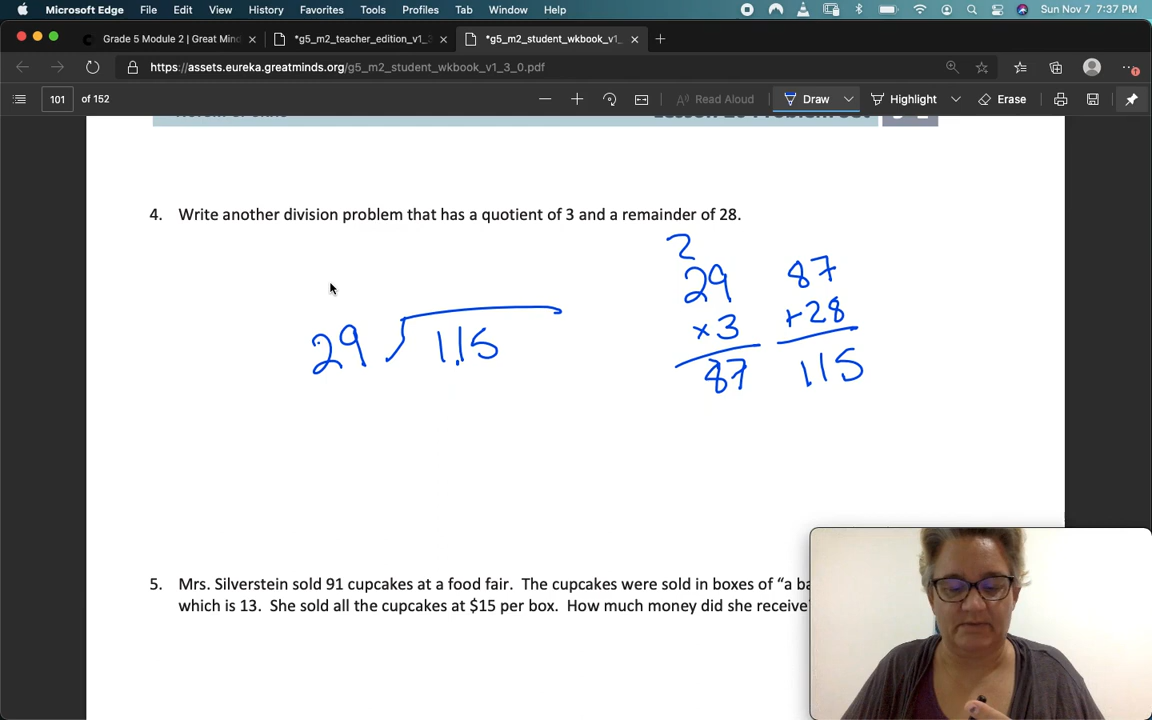 Microsoft Edge File Edit View History Favorites Tools Profiles Tab Window Help Sun Nov 7 7:37 PM
Grade 5 Module 2 | Great Mind *g5_m2_teacher_edition_v1_ *g5_m2_student_wkbook_v1_
https://assets.eureka.greatminds.org/g5_m2_student_wkbook_v1_3_0.pdf
101 of 152 Read Aloud Draw Highlight Erase
4. Write another division problem that has a quotient of 3 and a remainder of 28.
2
29 87
×3 +28
87 115
29 115
5. Mrs. Silverstein sold 91 cupcakes at a food fair. The cupcakes were sold in boxes of “a ba
which is 13. She sold all the cupcakes at $15 per box. How much money did she receive